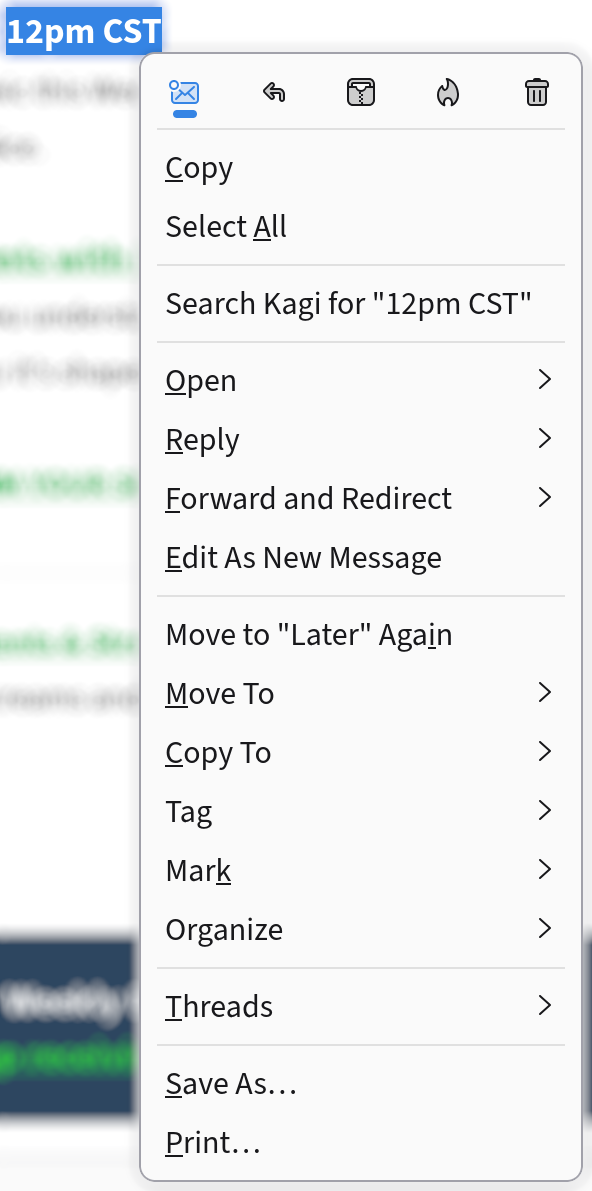 12pm CST
Copy
Select All
Search Kagi for "12pm CST"
Open
Reply
Forward and Redirect
Edit As New Message
Move to "Later" Again
Move To
Copy To
Tag
Mark
Organize
Threads
Save As…
Print…
Weekly